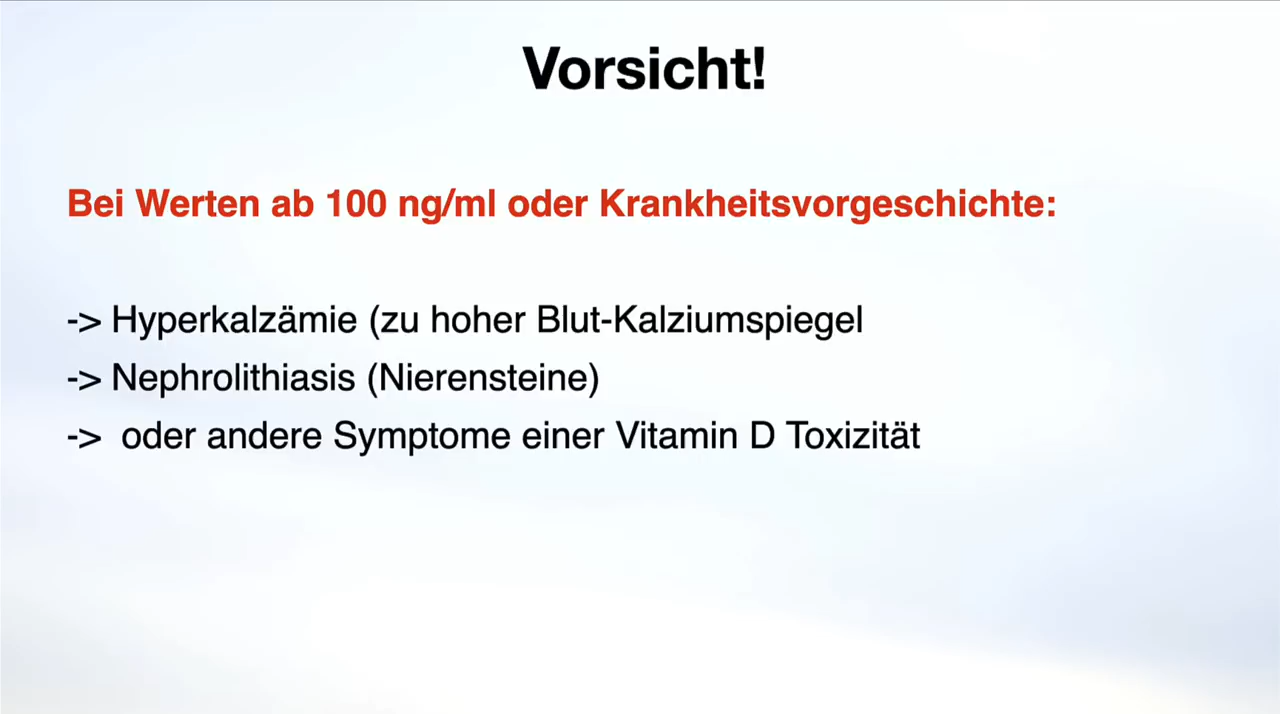 Vorsicht!
Bei Werten ab 100 ng/ml oder Krankheitsvorgeschichte:
-> Hyperkalzämie (zu hoher Blut-Kalziumspiegel
-> Nephrolithiasis (Nierensteine)
-> oder andere Symptome einer Vitamin D Toxizität